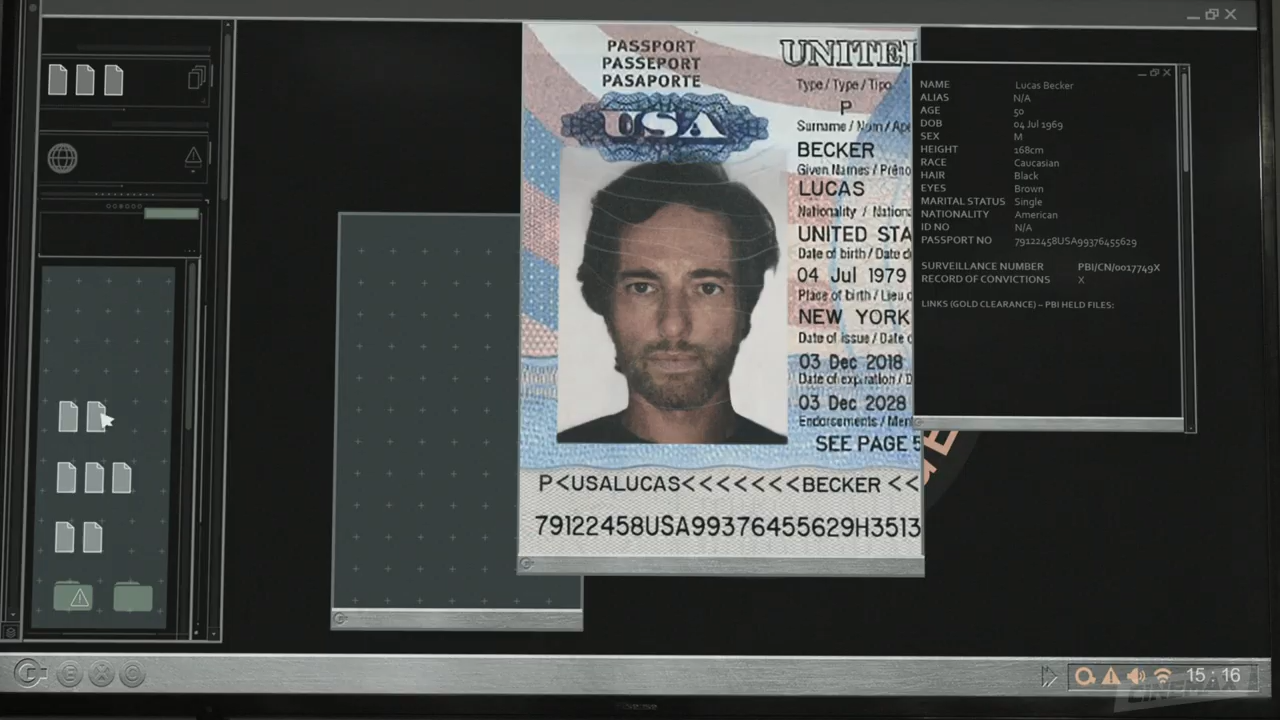 PASSPORT
PASSEPORT
PASAPORTE
USA
UNITE
Type / Type / Tipo
P
Surname / Nom / Ape
BECKER
Given Names / Préno
LUCAS
Nationality / Nation
UNITED STA
Date of birth / Date d
04 Jul 1979
Place of birth / Lieu d
NEW YORK
Date of issue / Date d
03 Dec 2018
Date of expiration / D
03 Dec 2028
Endorsements / Ment
SEE PAGE 5
P<USALUCAS<<<<<<<BECKER <<
79122458USA99376455629H3513
NAME Lucas Becker
ALIAS N/A
AGE 50
DOB 04 Jul 1969
SEX M
HEIGHT 168cm
RACE Caucasian
HAIR Black
EYES Brown
MARITAL STATUS Single
NATIONALITY American
ID NO N/A
PASSPORT NO 79122458USA99376455629
SURVEILLANCE NUMBER PBI/CN/0017749X
RECORD OF CONVICTIONS X
LINKS (GOLD CLEARANCE) – PBI HELD FILES:
GE
15:16
CINEMAX